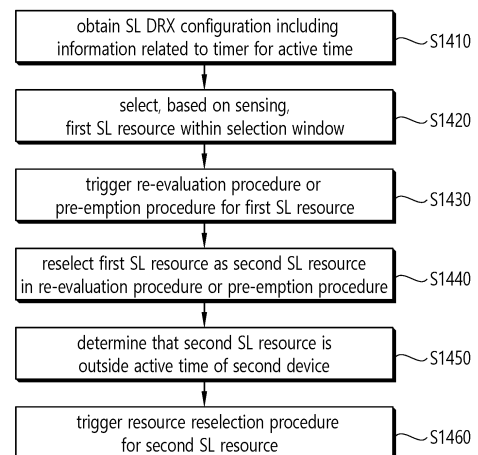 obtain SL DRX configuration including
information related to timer for active time
S1410
select, based on sensing,
first SL resource within selection window
S1420
trigger re-evaluation procedure or
pre-emption procedure for first SL resource
S1430
reselect first SL resource as second SL resource
in re-evaluation procedure or pre-emption procedure
S1440
determine that second SL resource is
outside active time of second device
S1450
trigger resource reselection procedure
for second SL resource
S1460